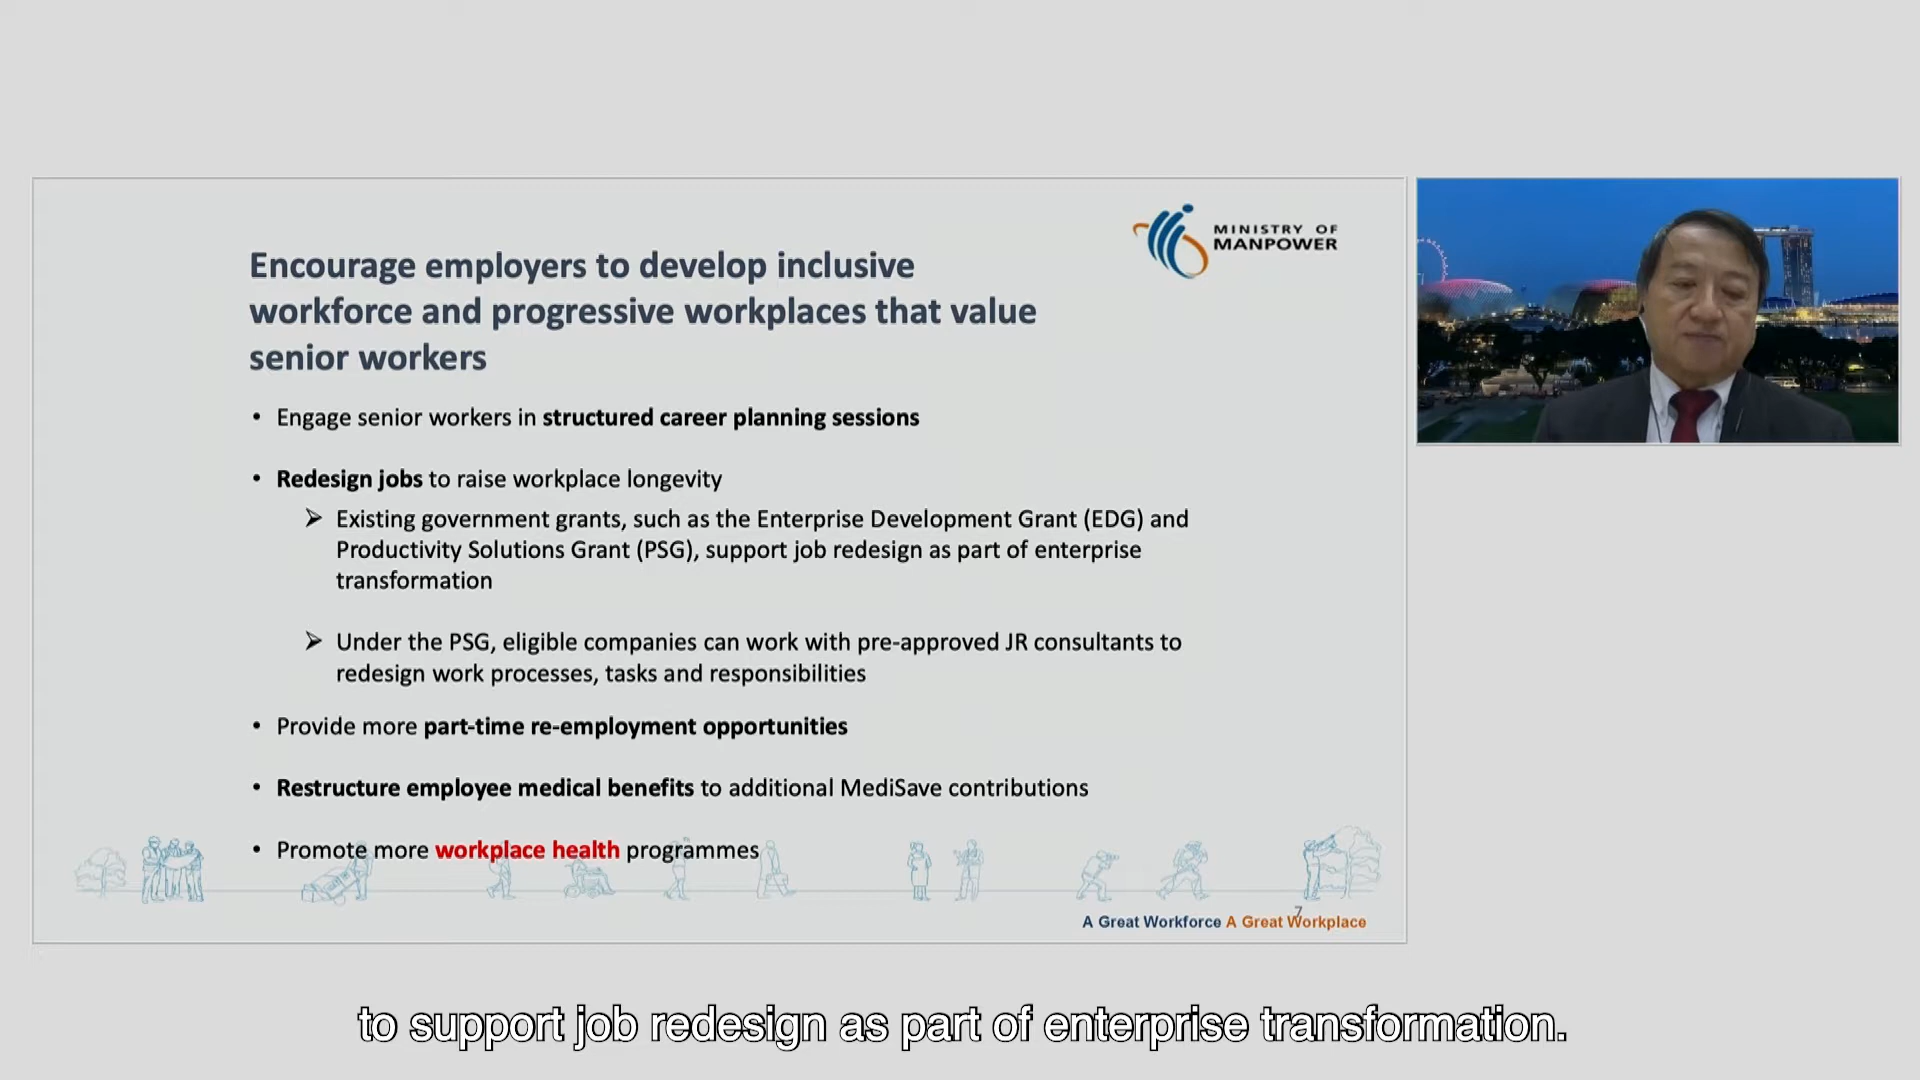 MINISTRY OF
MANPOWER
Encourage employers to develop inclusive
workforce and progressive workplaces that value
senior workers
• Engage senior workers in structured career planning sessions
• Redesign jobs to raise workplace longevity
➢ Existing government grants, such as the Enterprise Development Grant (EDG) and
Productivity Solutions Grant (PSG), support job redesign as part of enterprise
transformation
➢ Under the PSG, eligible companies can work with pre-approved JR consultants to
redesign work processes, tasks and responsibilities
• Provide more part-time re-employment opportunities
• Restructure employee medical benefits to additional MediSave contributions
• Promote more workplace health programmes
7
A Great Workforce A Great Workplace
to support job redesign as part of enterprise transformation.